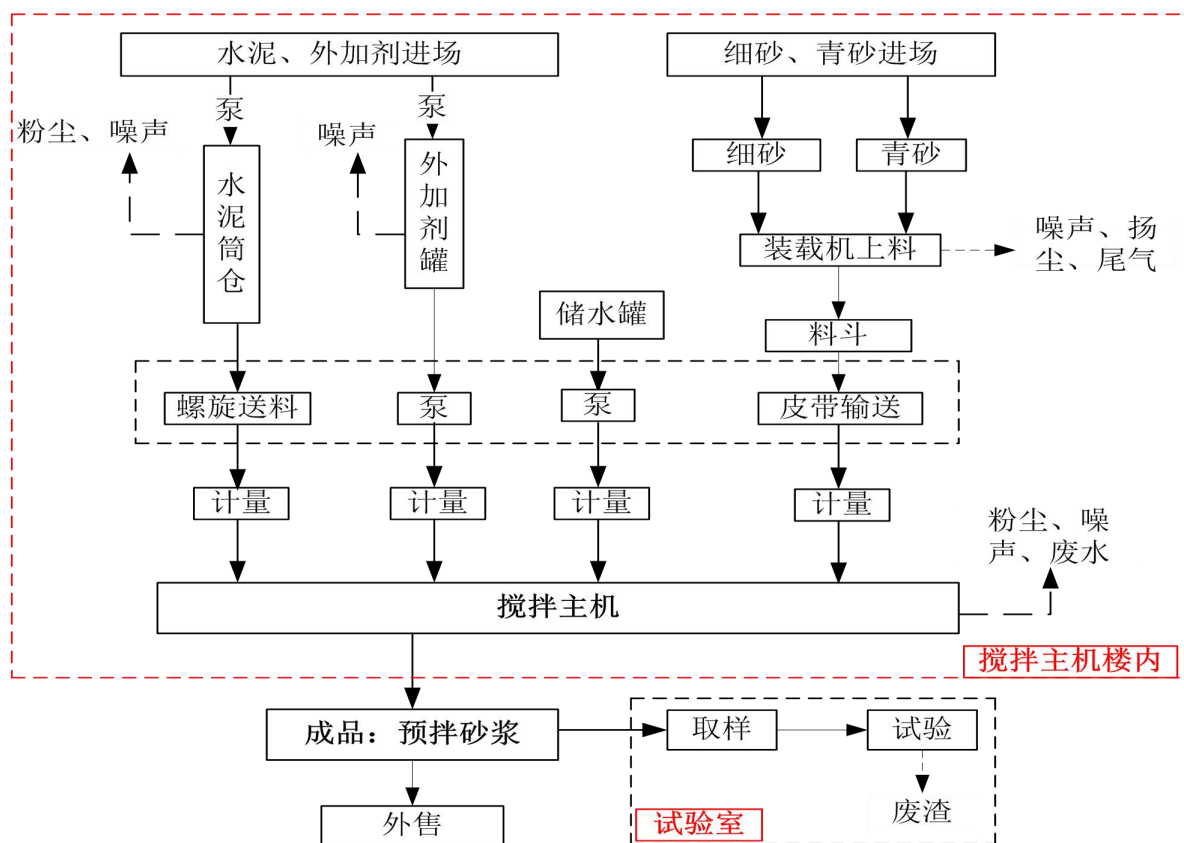 水泥、外加剂进场
细砂、青砂进场
泵
泵
粉尘、噪声
噪声
细砂
青砂
水泥筒仓
外加剂罐
装载机上料
噪声、扬
尘、尾气
储水罐
料斗
螺旋送料
泵
泵
皮带输送
计量
计量
计量
计量
粉尘、噪
声、废水
搅拌主机
搅拌主机楼内
成品：预拌砂浆
取样
试验
外售
试验室
废渣